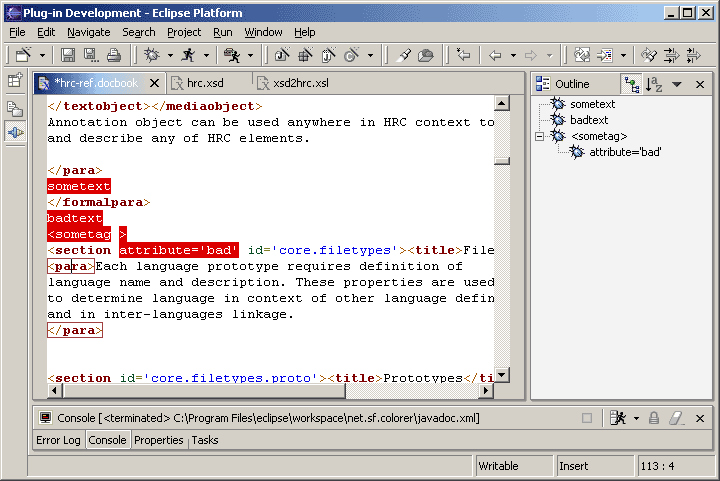 Plug-in Development - Eclipse Platform
File Edit Navigate Search Project Run Window Help
*hrc-ref.docbook hrc.xsd xsd2hrc.xsl
</textobject></mediaobject>
Annotation object can be used anywhere in HRC context to
and describe any of HRC elements.
</para>
sometext
</formalpara>
badtext
<sometag >
<section attribute='bad' id='core.filetypes'><title>File
<para>Each language prototype requires definition of
language name and description. These properties are used
to determine language in context of other language defin
and in inter-languages linkage.
</para>
<section id='core.filetypes.proto'><title>Prototypes</ti
Outline
sometext
badtext
<sometag>
attribute='bad'
Console [<terminated> C:\Program Files\eclipse\workspace\net.sf.colorer\javadoc.xml]
Error Log Console Properties Tasks
Writable Insert 113 : 4